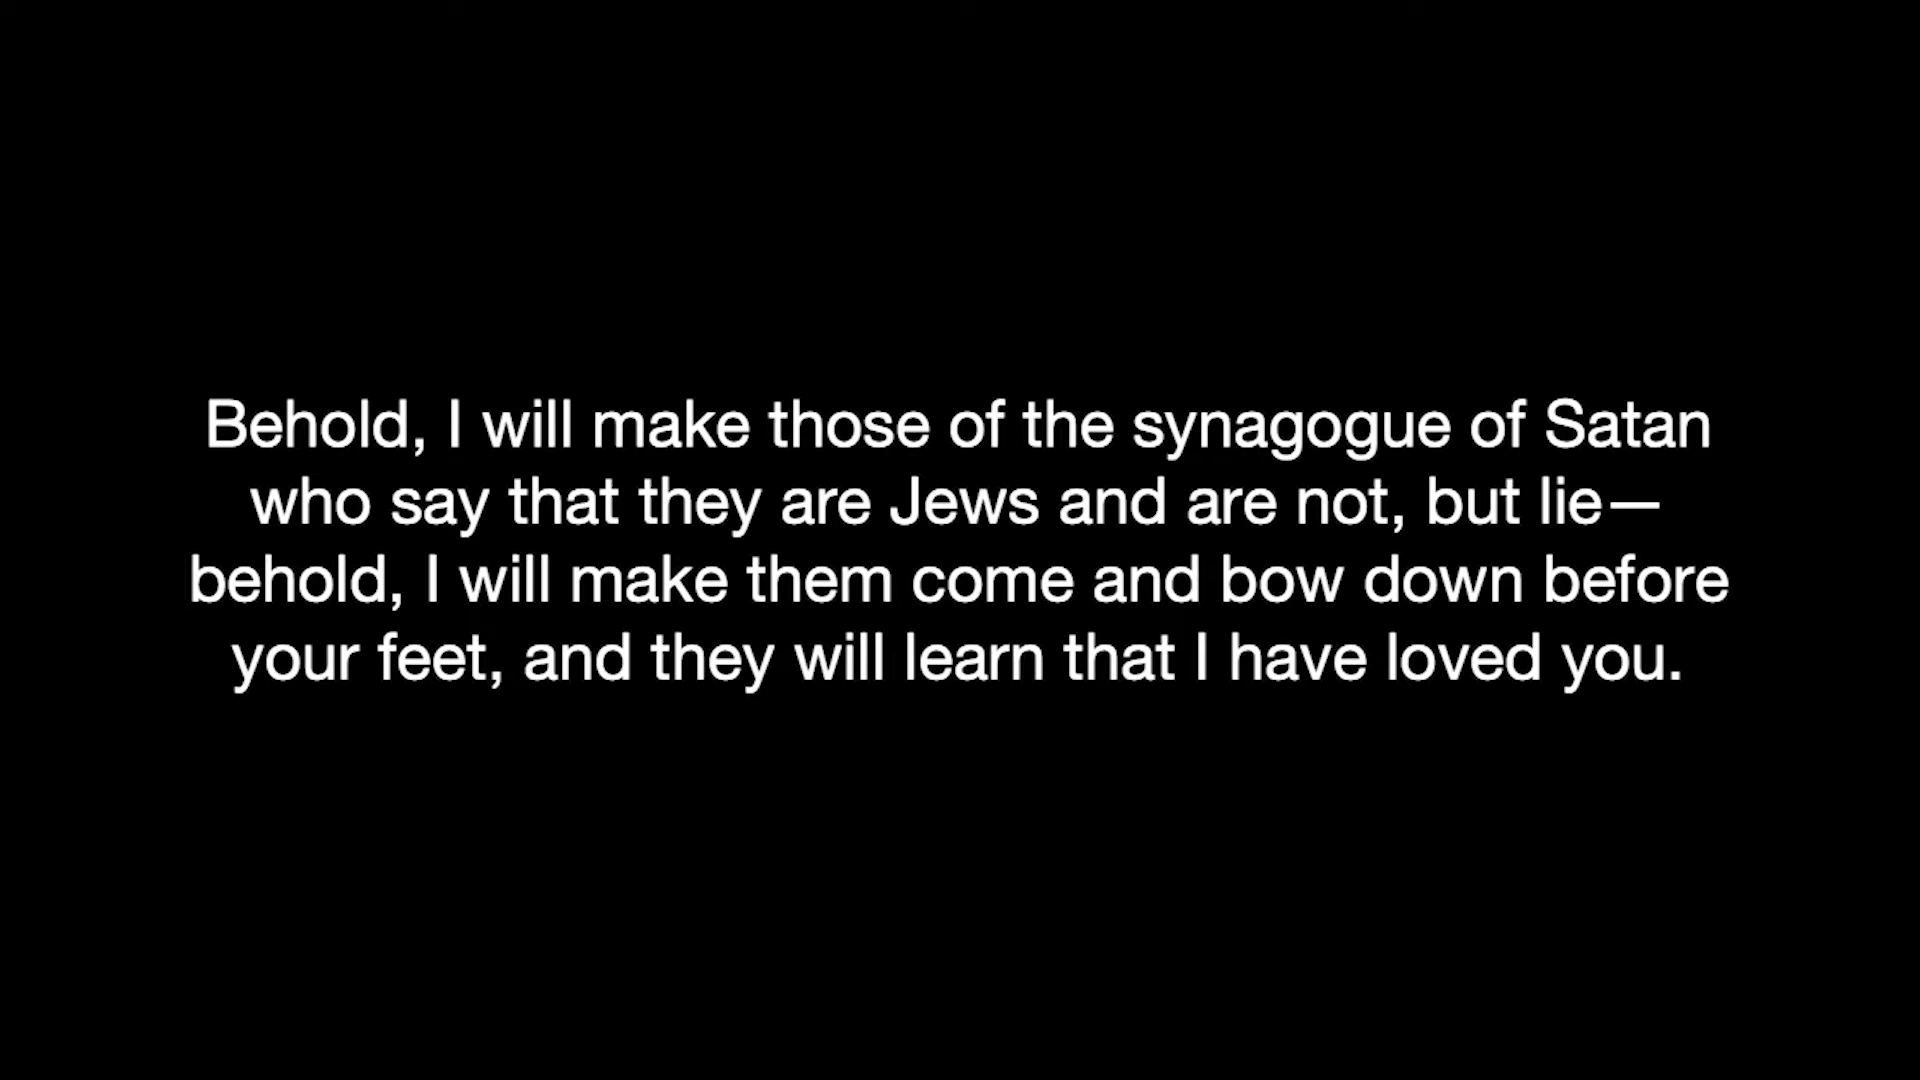 Behold, I will make those of the synagogue of Satan
who say that they are Jews and are not, but lie—
behold, I will make them come and bow down before
your feet, and they will learn that I have loved you.